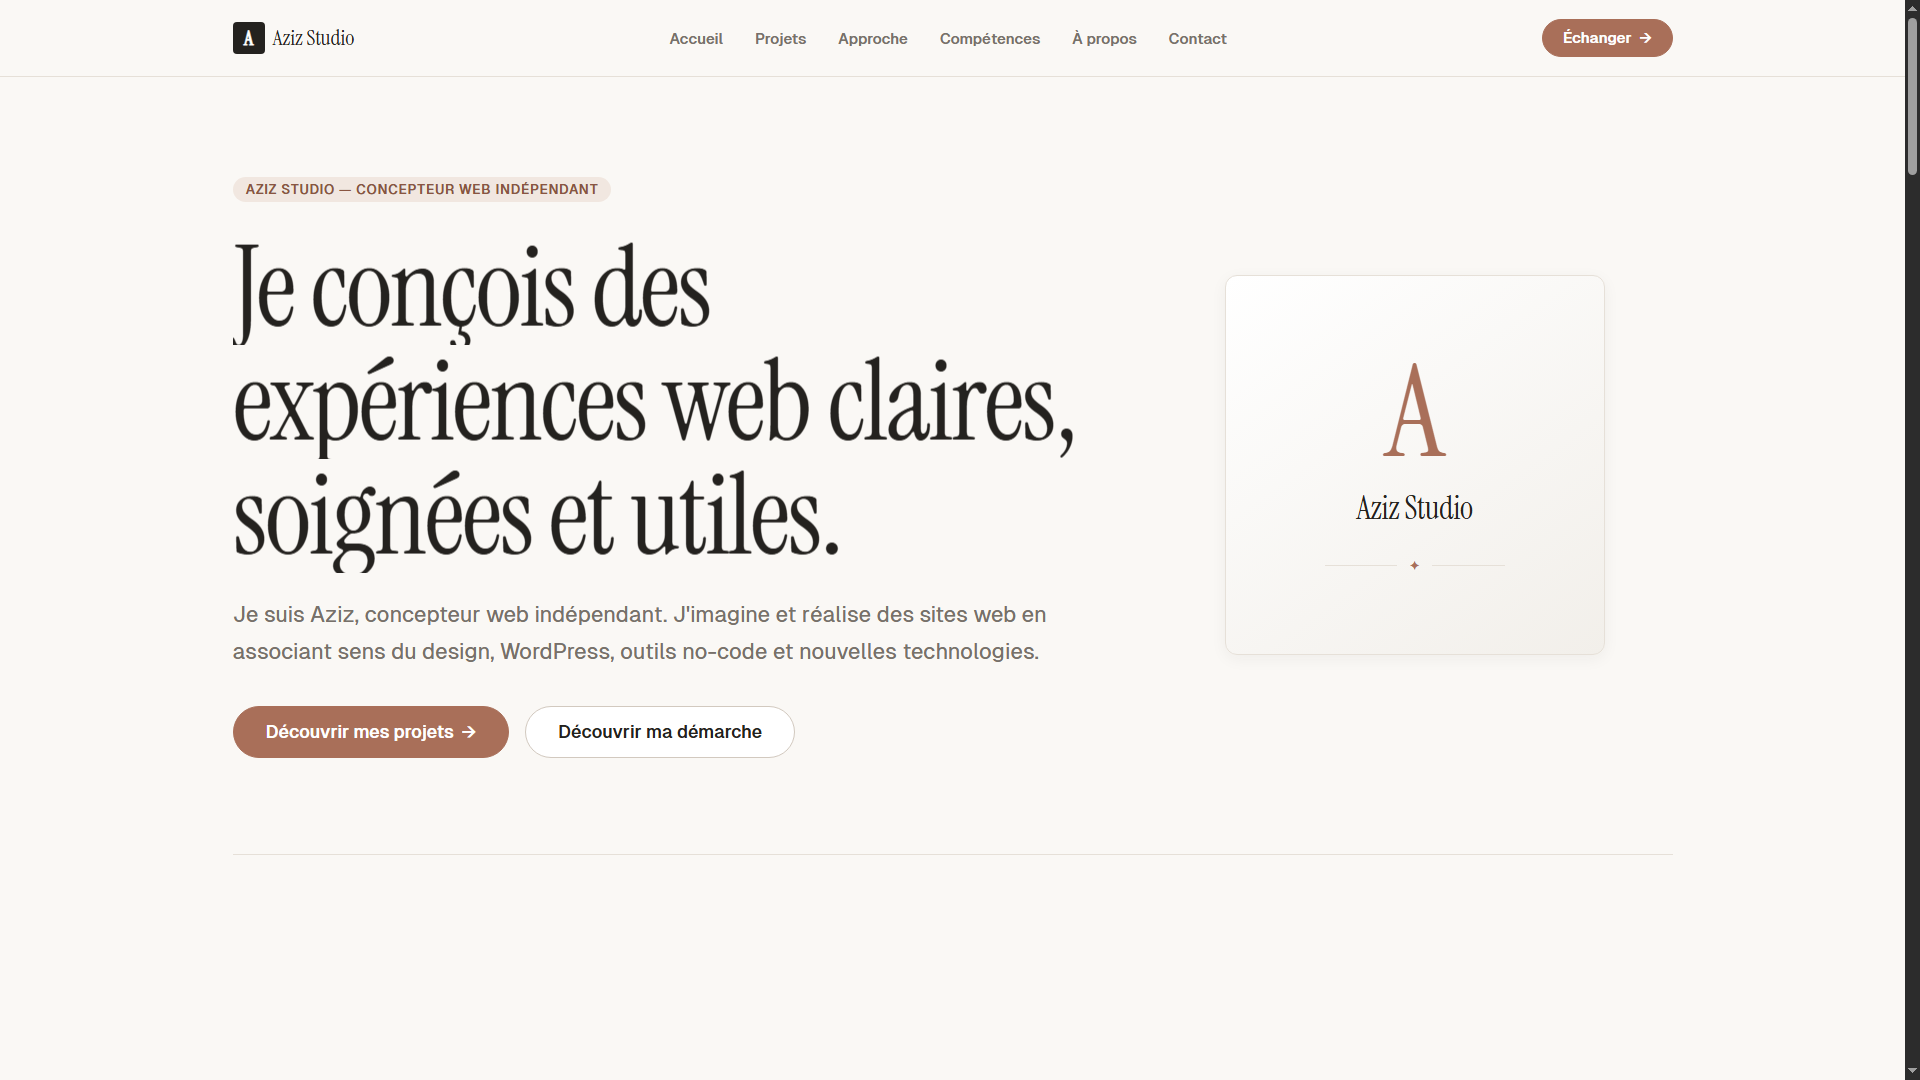 A Aziz Studio
Accueil Projets Approche Compétences À propos Contact
Échanger →
AZIZ STUDIO — CONCEPTEUR WEB INDÉPENDANT
Je conçois des
expériences web claires,
soignées et utiles.
Je suis Aziz, concepteur web indépendant. J'imagine et réalise des sites web en
associant sens du design, WordPress, outils no-code et nouvelles technologies.
Découvrir mes projets →
Découvrir ma démarche
A
Aziz Studio